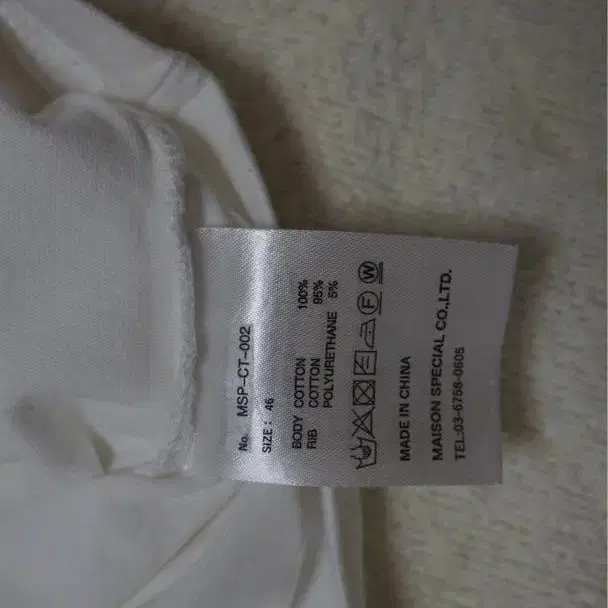 No. MSP-CT-002
SIZE: 46
BODY COTTON 100%
RIB COTTON 95%
POLYURETHANE 5%
F W
MADE IN CHINA
MAISON SPECIAL CO.,LTD.
TEL:03-6758-0605